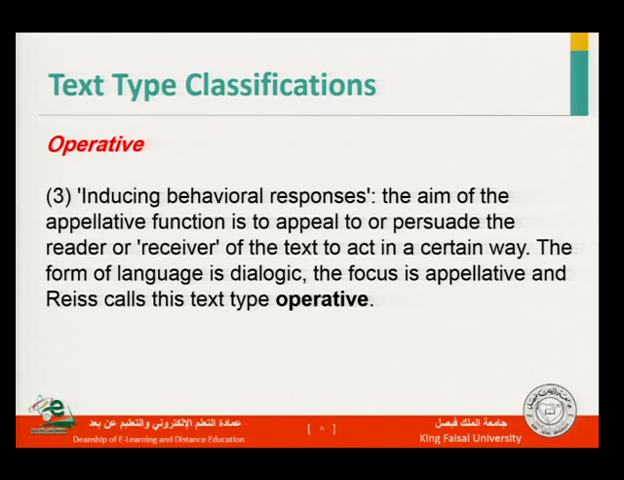 Text Type Classifications
Operative
(3) 'Inducing behavioral responses': the aim of the
appellative function is to appeal to or persuade the
reader or 'receiver' of the text to act in a certain way. The
form of language is dialogic, the focus is appellative and
Reiss calls this text type operative.
عمادة التعلم الإلكتروني والتعليم عن بعد
Deanship of E-Learning and Distance Education
[ ٨ ]
جامعة الملك فيصل
King Faisal University